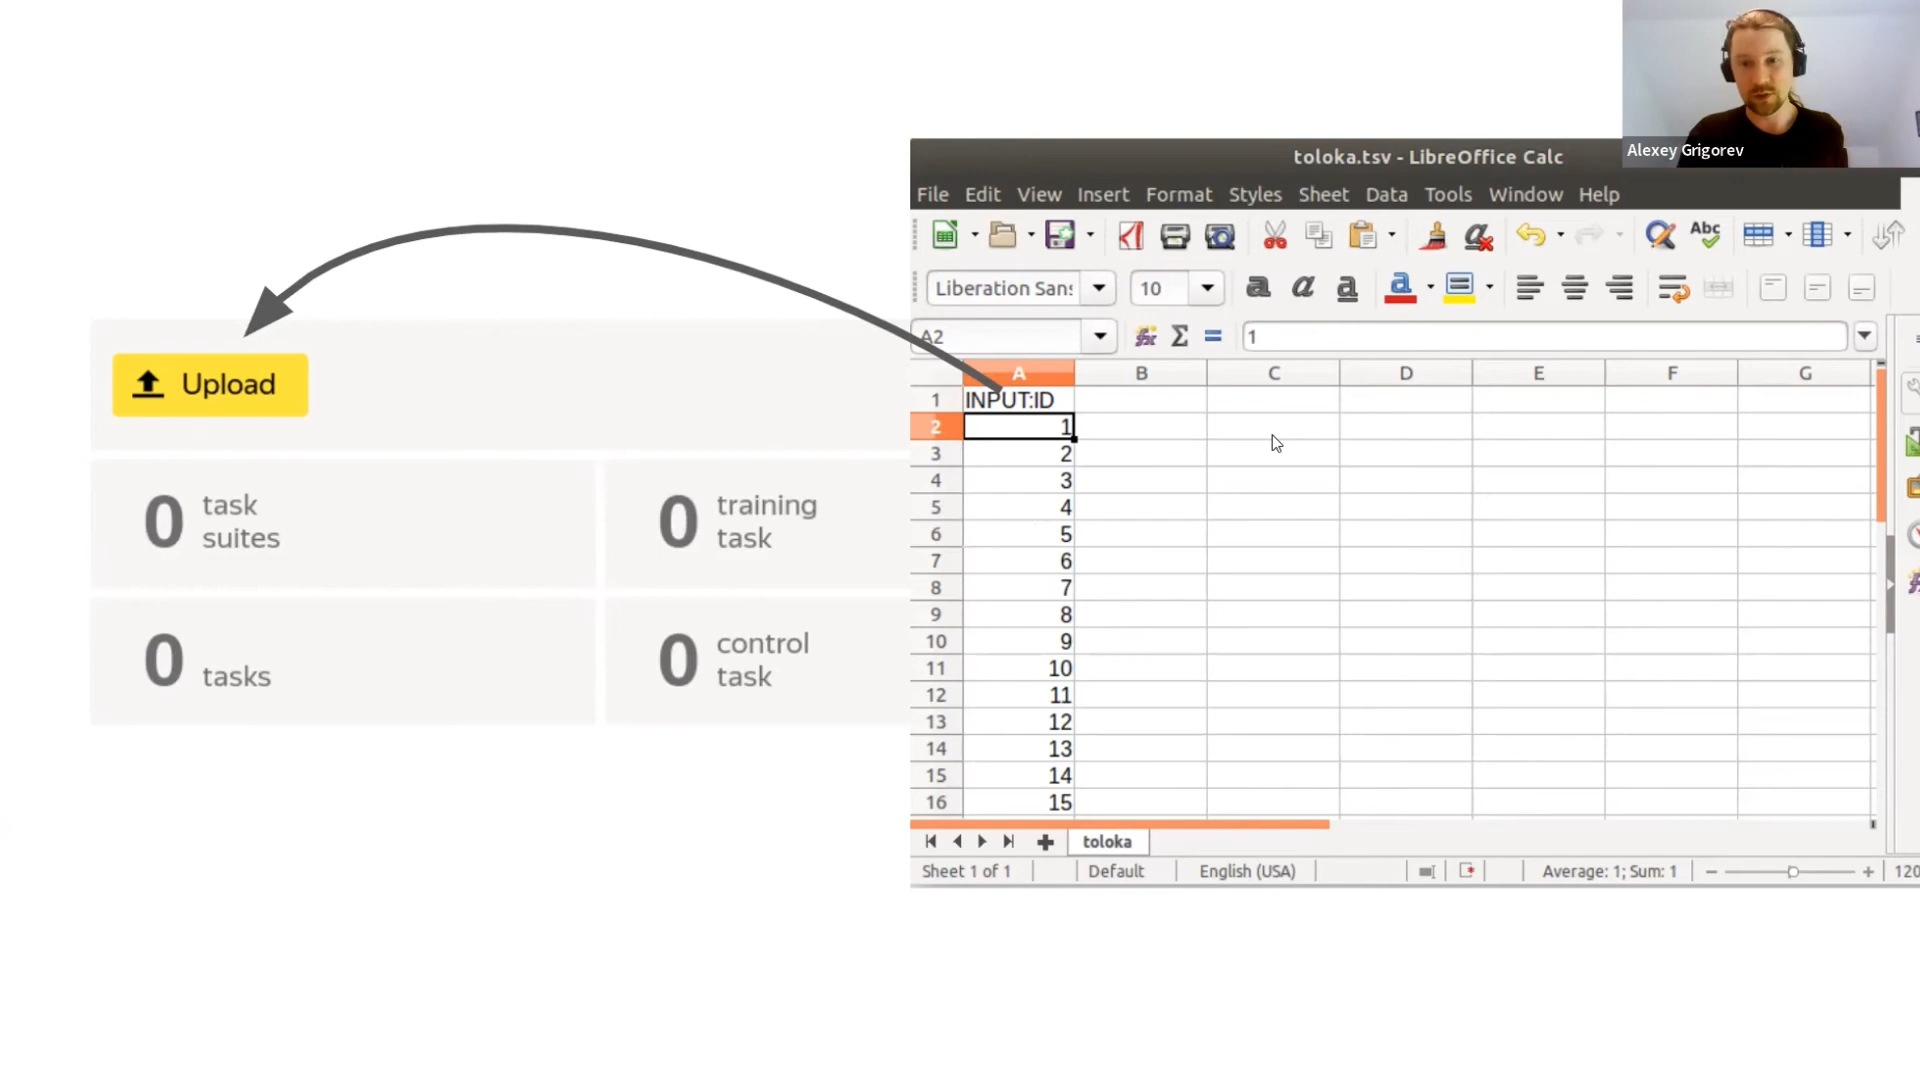 Alexey Grigorev
toloka.tsv - LibreOffice Calc
File Edit View Insert Format Styles Sheet Data Tools Window Help
Abc
Liberation Sans 10
A2 1
A B C D E F G
1 INPUT:ID
2 1
3 2
4 3
5 4
6 5
7 6
8 7
9 8
10 9
11 10
12 11
13 12
14 13
15 14
16 15
toloka
Sheet 1 of 1 Default English (USA) Average: 1; Sum: 1 120
Upload
0 task
suites
0 training
task
0 tasks
0 control
task